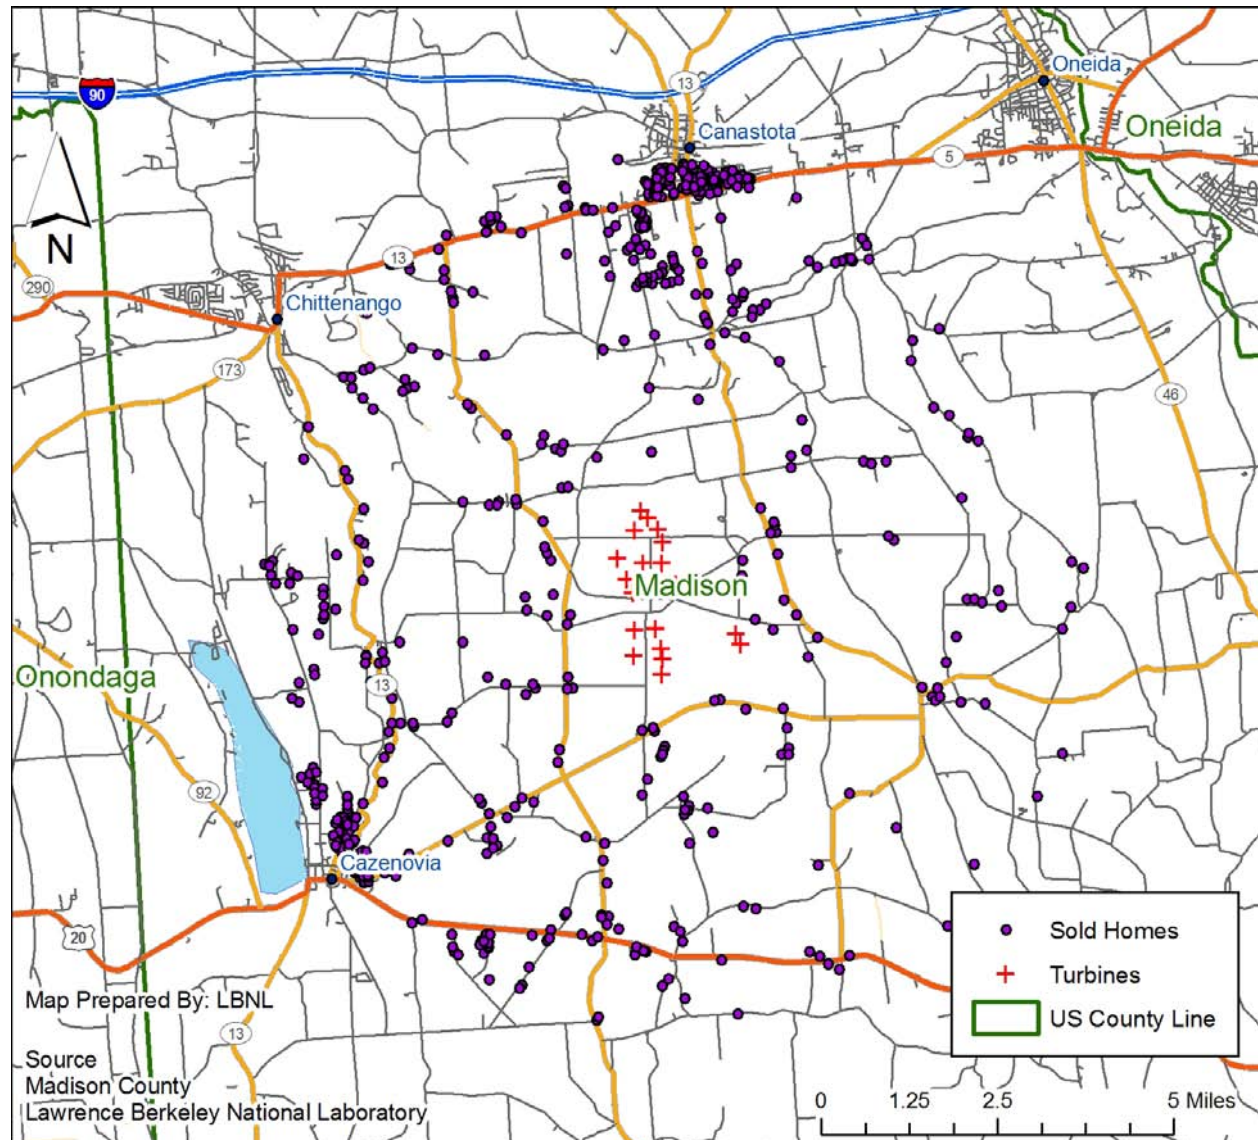 13
Oneida
90
Canastota
Oneida
5
N
13
290
Chittenango
173
46
Madison
Onondaga
13
92
Cazenovia
20
Sold Homes
Turbines
US County Line
Map Prepared By: LBNL
13
Source
Madison County
Lawrence Berkeley National Laboratory
0 1.25 2.5 5 Miles